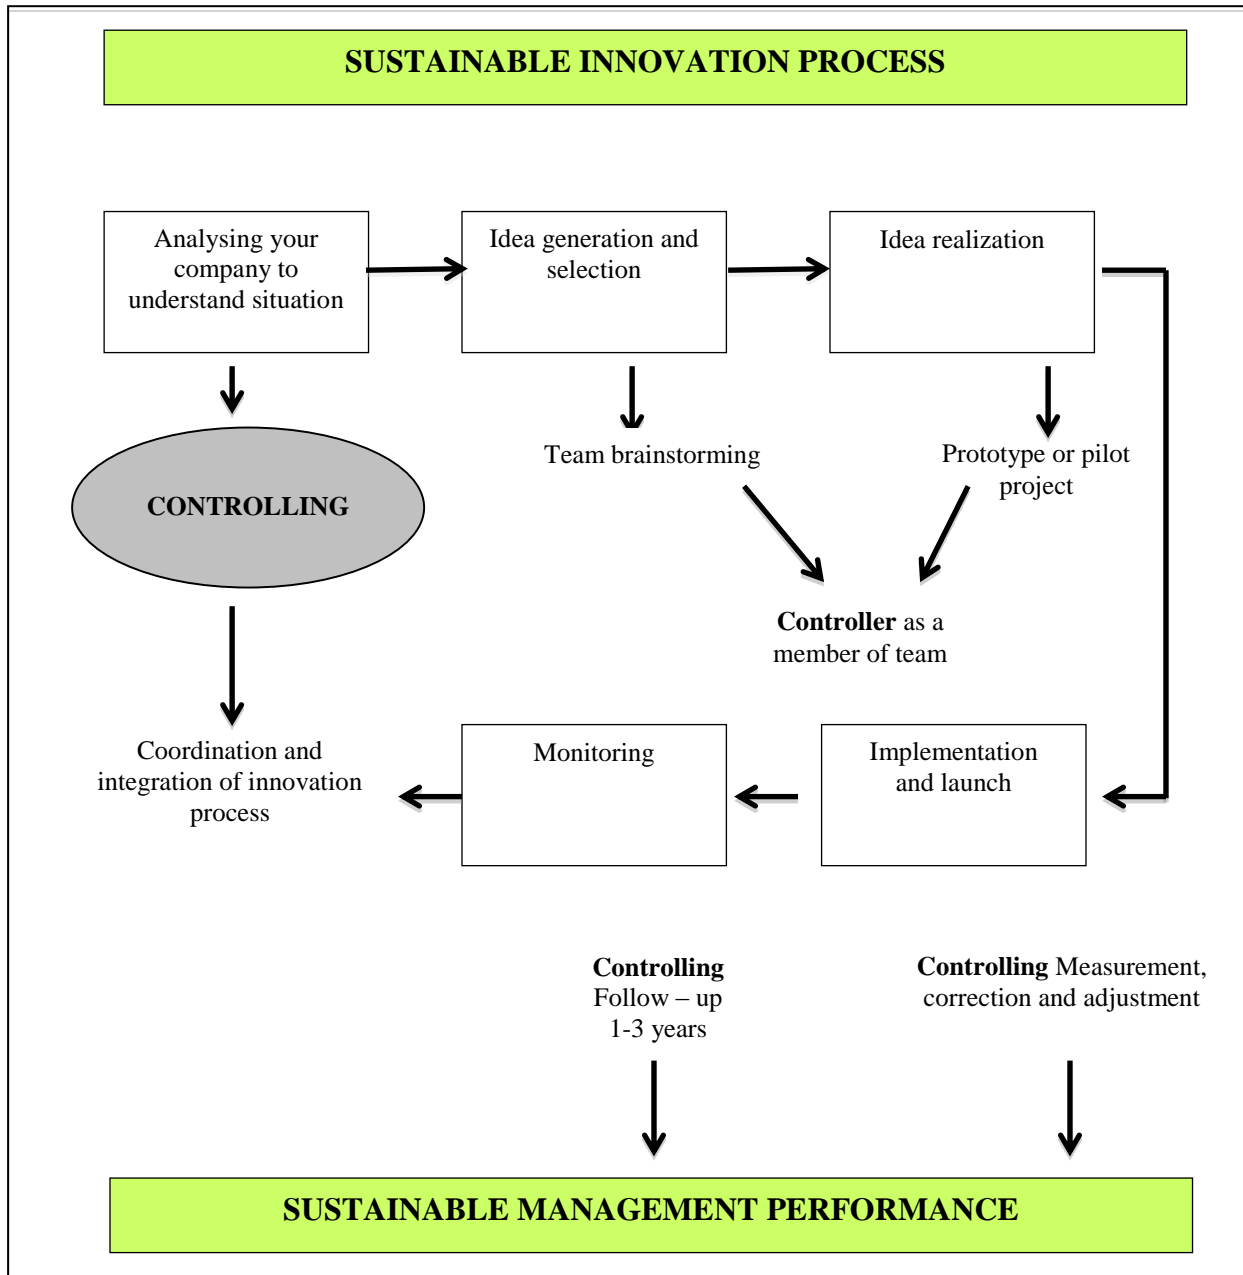 SUSTAINABLE INNOVATION PROCESS
Analysing your
company to
understand situation
Idea generation and
selection
Idea realization
CONTROLLING
Team brainstorming
Prototype or pilot
project
Controller as a
member of team
Coordination and
integration of innovation
process
Monitoring
Implementation
and launch
Controlling
Follow – up
1-3 years
Controlling Measurement,
correction and adjustment
SUSTAINABLE MANAGEMENT PERFORMANCE